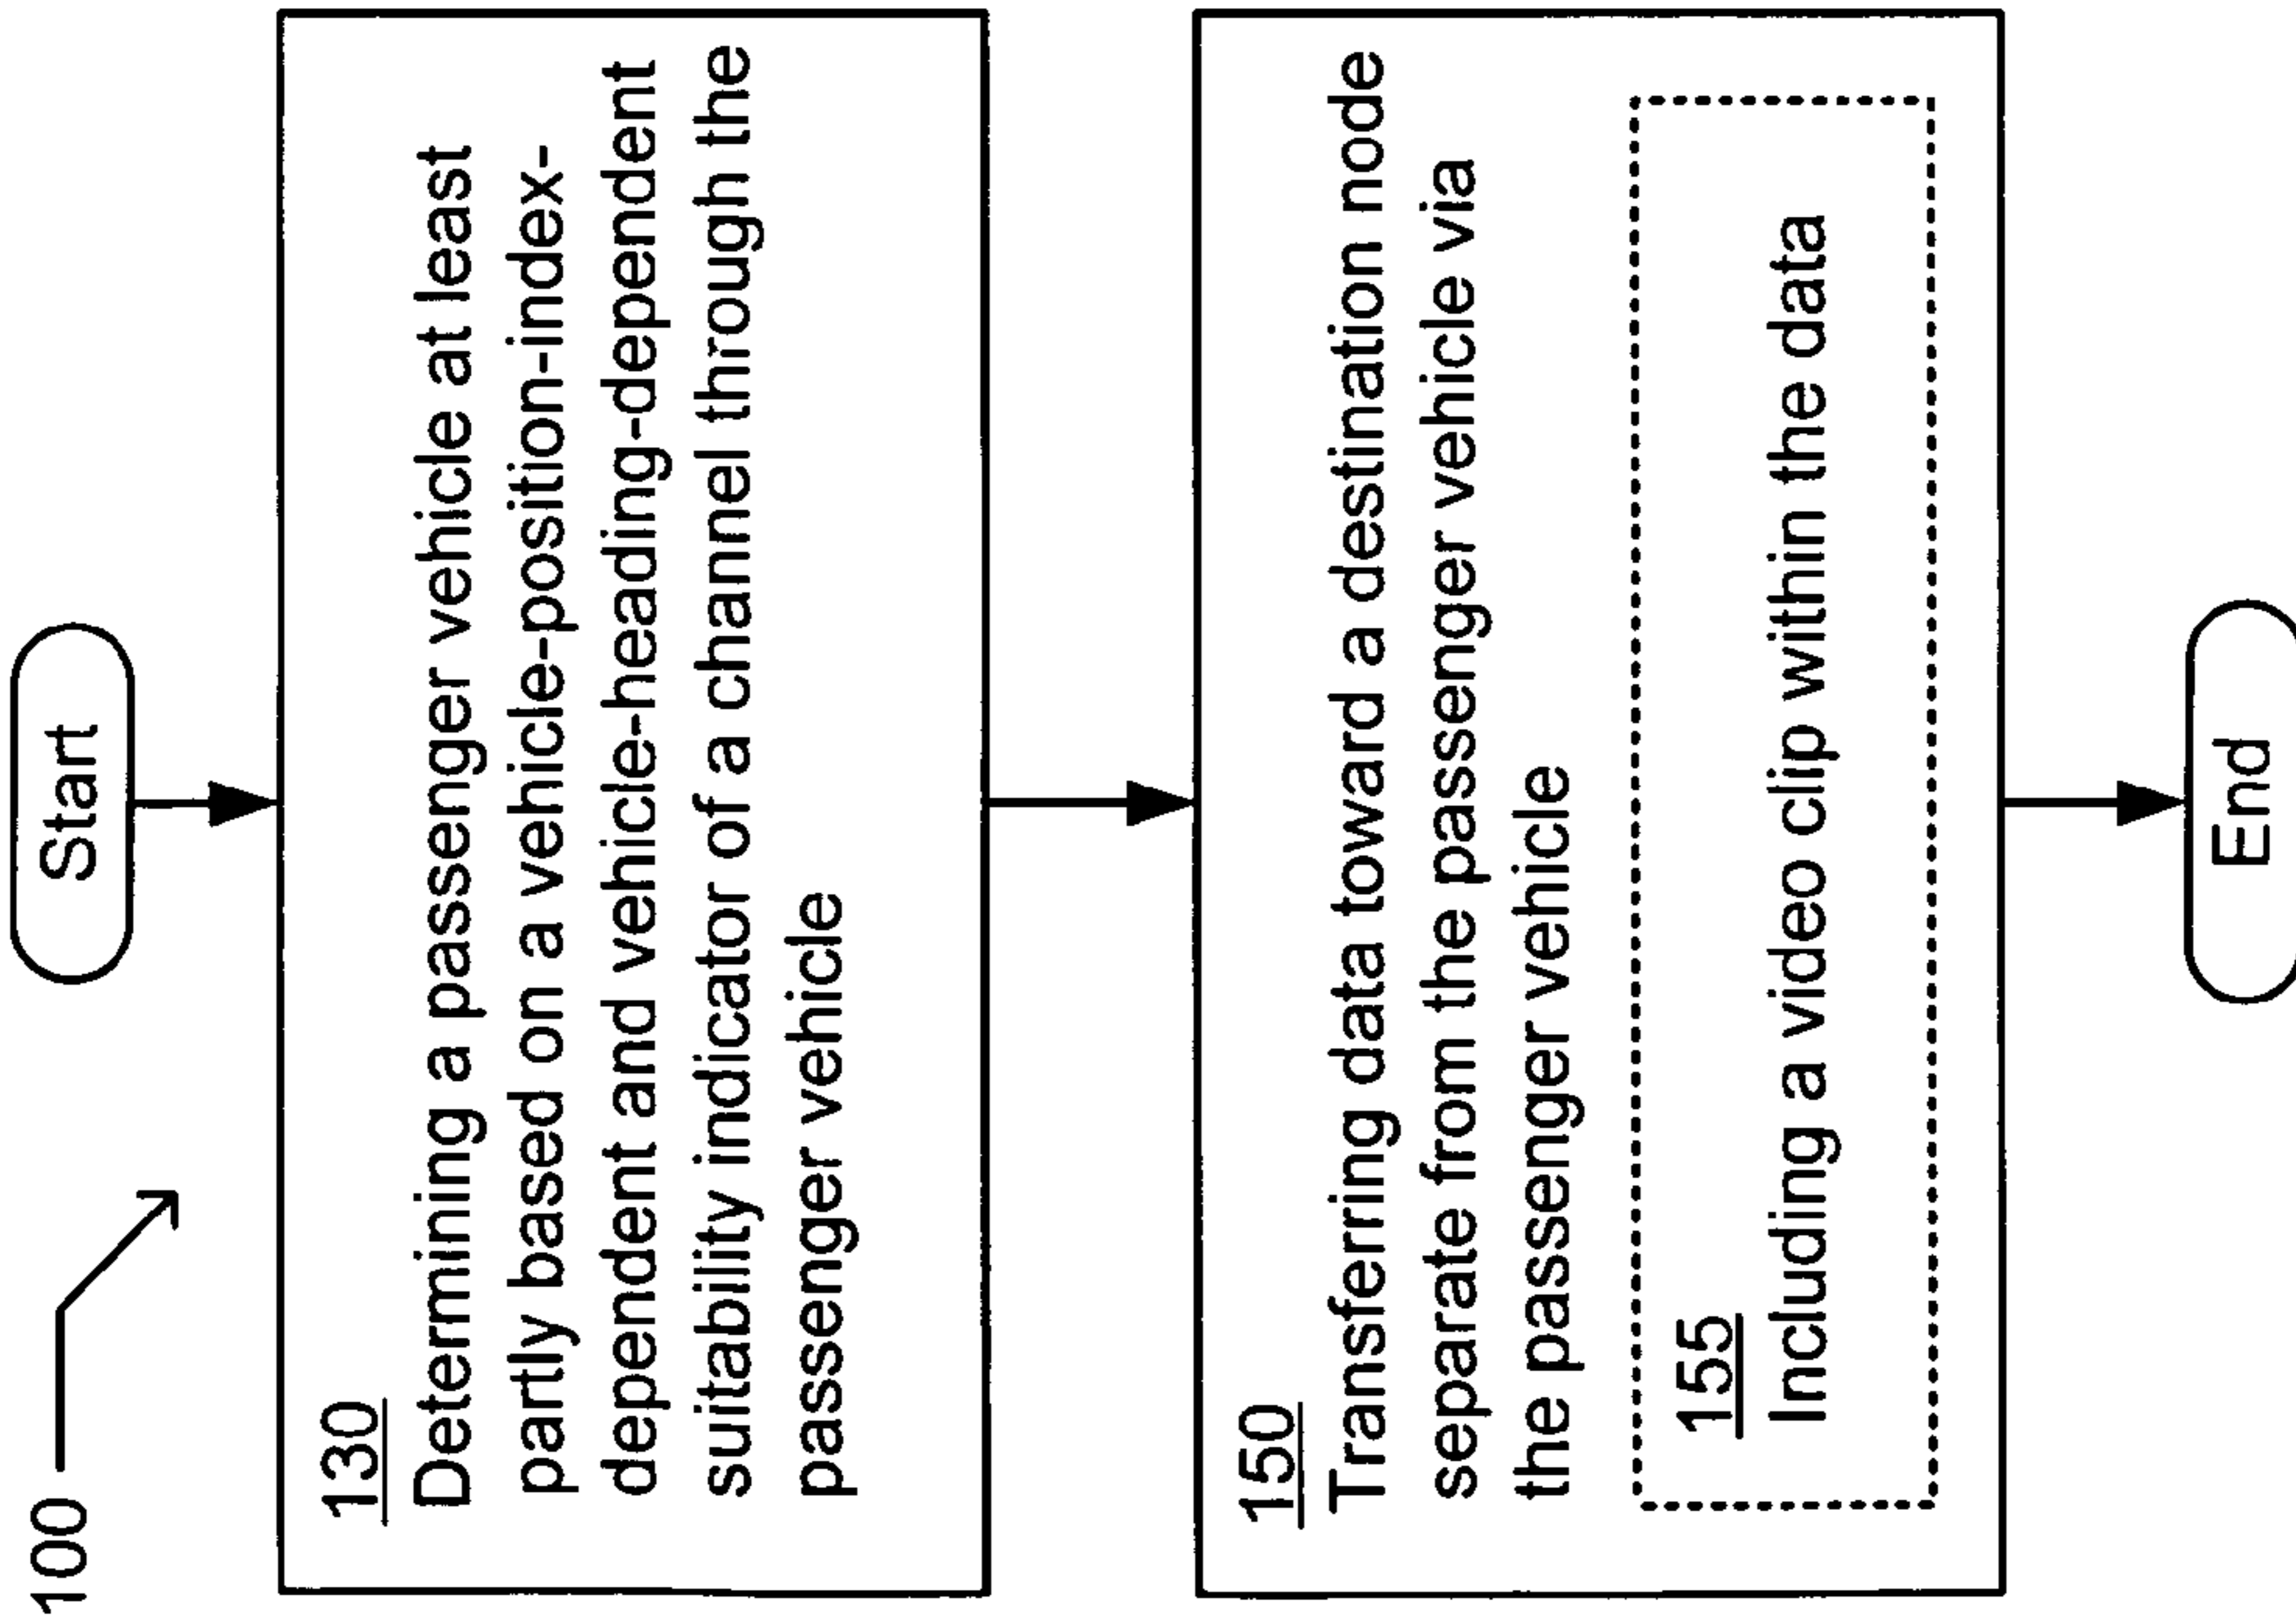 100
Start
130
Determining a passenger vehicle at least
partly based on a vehicle-position-index-
dependent and vehicle-heading-dependent
suitability indicator of a channel through the
passenger vehicle
150
Transferring data toward a destination node
separate from the passenger vehicle via
the passenger vehicle
155
Including a video clip within the data
End